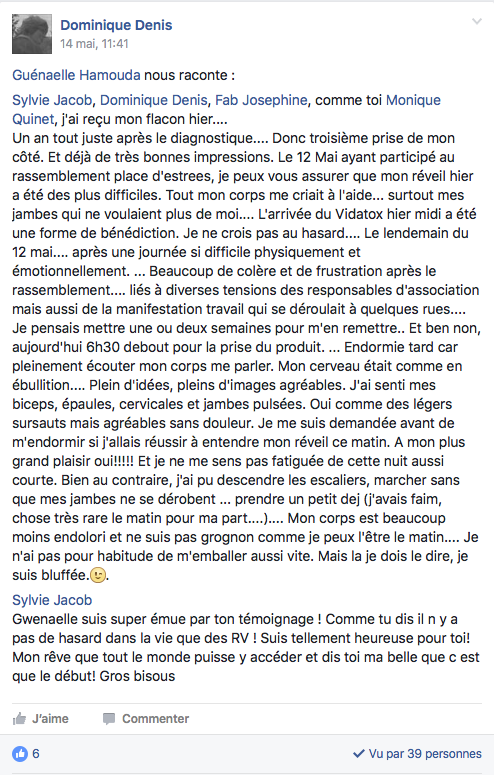 Dominique Denis
14 mai, 11:41
Guénaelle Hamouda nous raconte :
Sylvie Jacob, Dominique Denis, Fab Josephine, comme toi Monique
Quinet, j'ai reçu mon flacon hier....
Un an tout juste après le diagnostique.... Donc troisième prise de mon
côté. Et déjà de très bonnes impressions. Le 12 Mai ayant participé au
rassemblement place d'estrees, je peux vous assurer que mon réveil hier
a été des plus difficiles. Tout mon corps me criait à l'aide... surtout mes
jambes qui ne voulaient plus de moi.... L'arrivée du Vidatox hier midi a été
une forme de bénédiction. Je ne crois pas au hasard.... Le lendemain du
12 mai.... après une journée si difficile physiquement et
émotionnellement. ... Beaucoup de colère et de frustration après le
rassemblement.... liés à diverses tensions des responsables d'association
mais aussi de la manifestation travail qui se déroulait à quelques rues....
Je pensais mettre une ou deux semaines pour m'en remettre.. Et ben non,
aujourd'hui 6h30 debout pour la prise du produit. ... Endormie tard car
pleinement écouter mon corps me parler. Mon cerveau était comme en
ébullition.... Plein d'idées, pleins d'images agréables. J'ai senti mes
biceps, épaules, cervicales et jambes pulsées. Oui comme des légers
sursauts mais agréables sans douleur. Je me suis demandée avant de
m'endormir si j'allais réussir à entendre mon réveil ce matin. A mon plus
grand plaisir oui!!!!! Et je ne me sens pas fatiguée de cette nuit aussi
courte. Bien au contraire, j'ai pu descendre les escaliers, marcher sans
que mes jambes ne se dérobent ... prendre un petit dej (j'avais faim,
chose très rare le matin pour ma part....).... Mon corps est beaucoup
moins endolori et ne suis pas grognon comme je peux l'être le matin.... Je
n'ai pas pour habitude de m'emballer aussi vite. Mais la je dois le dire, je
suis bluffée.😉.
Sylvie Jacob
Gwenaelle suis super émue par ton témoignage ! Comme tu dis il n y a
pas de hasard dans la vie que des RV ! Suis tellement heureuse pour toi!
Mon rêve que tout le monde puisse y accéder et dis toi ma belle que c est
que le début! Gros bisous
J'aime Commenter
6 Vu par 39 personnes